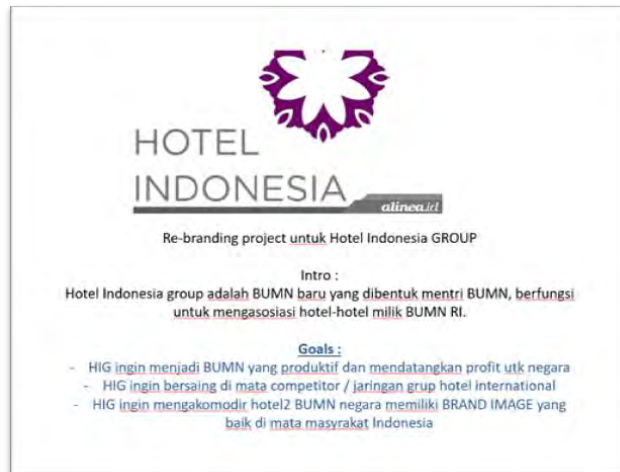 HOTEL
INDONESIA
alinea.id
Re-branding project untuk Hotel Indonesia GROUP
Intro :
Hotel Indonesia group adalah BUMN baru yang dibentuk mentri BUMN, berfungsi
untuk mengasosiasi hotel-hotel milik BUMN RI.
Goals :
- HIG ingin menjadi BUMN yang produktif dan mendatangkan profit utk negara
- HIG ingin bersaing di mata competitor / jaringan grup hotel international
- HIG ingin mengakomodir hotel2 BUMN negara memiliki BRAND IMAGE yang
baik di mata masyrakat Indonesia